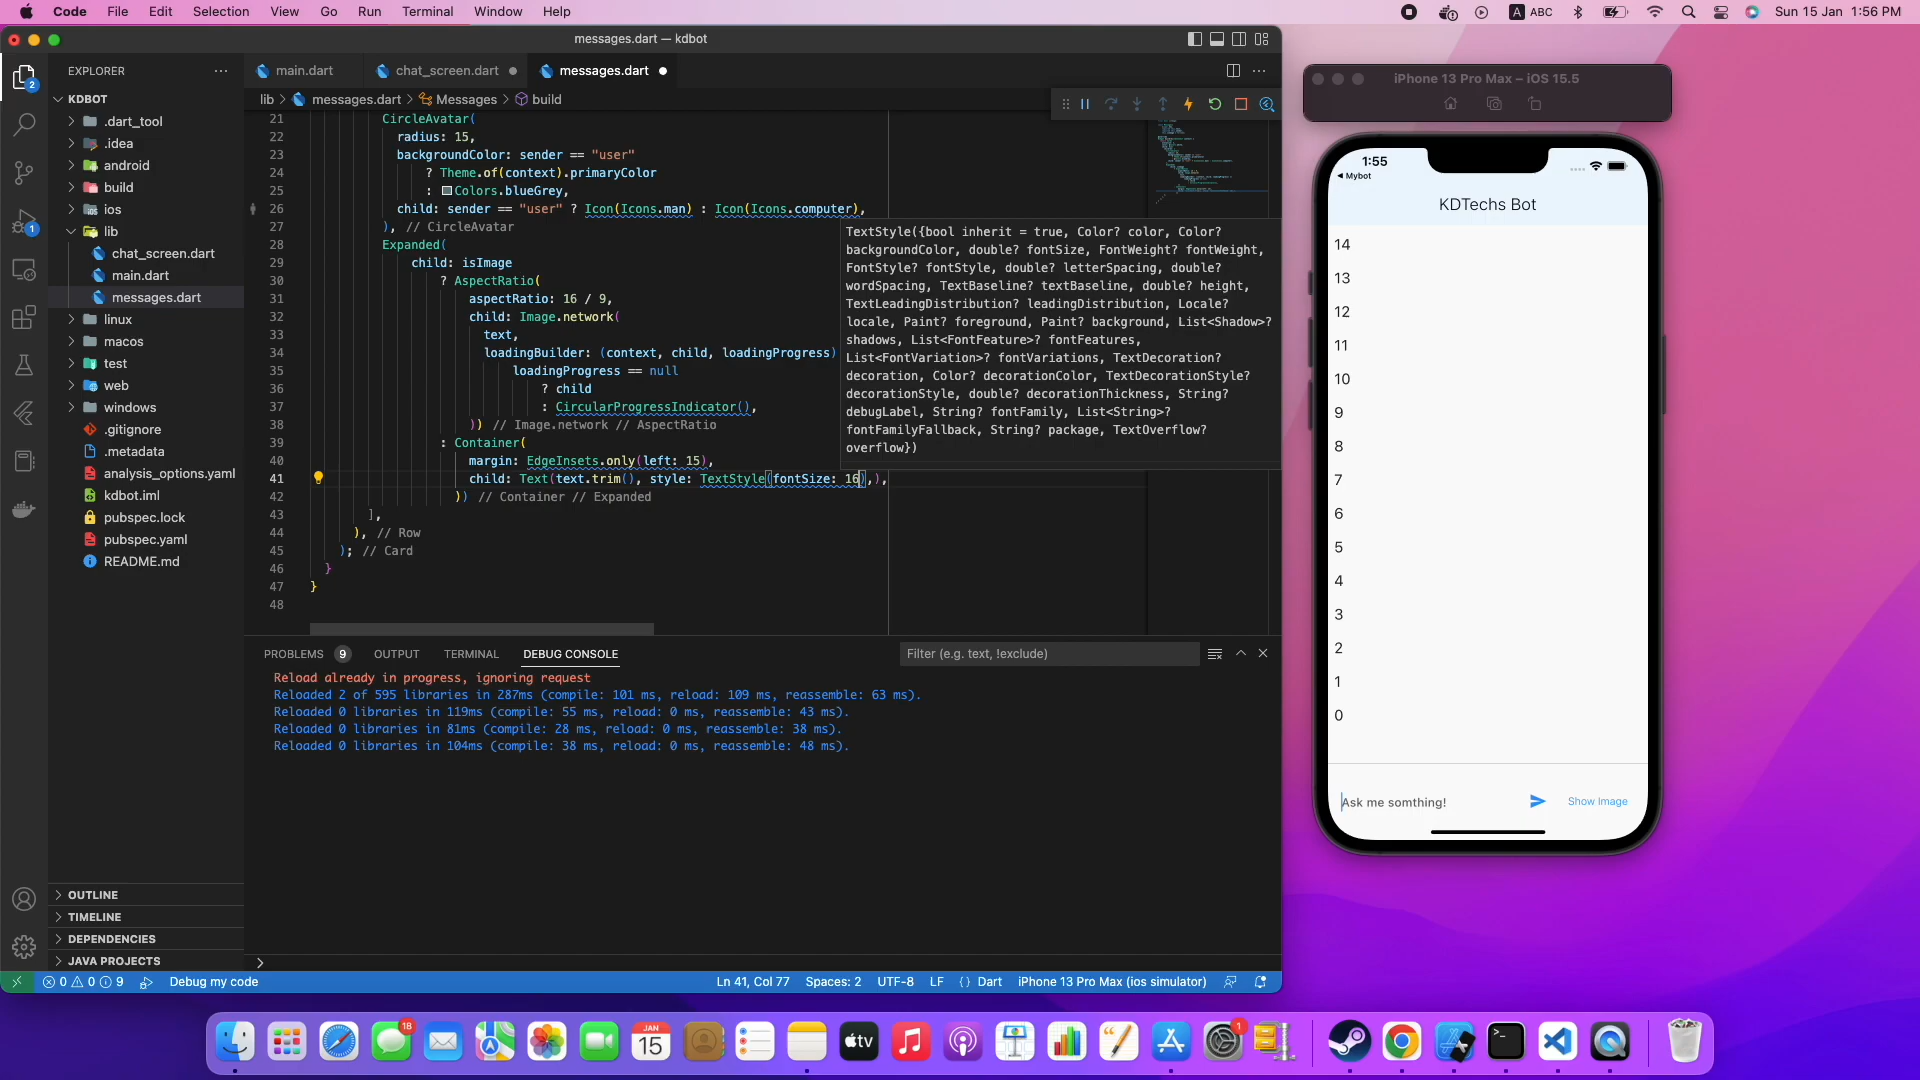 Code File Edit Selection View Go Run Terminal Window Help
A ABC Sun 15 Jan 1:56 PM
messages.dart — kdbot
EXPLORER
main.dart
chat_screen.dart
messages.dart
KDBOT
.dart_tool
.idea
android
build
ios
lib
chat_screen.dart
main.dart
messages.dart
linux
macos
test
web
windows
.gitignore
.metadata
analysis_options.yaml
kdbot.iml
pubspec.lock
pubspec.yaml
README.md
OUTLINE
TIMELINE
DEPENDENCIES
JAVA PROJECTS
lib > messages.dart > Messages > build
21 CircleAvatar(
22 radius: 15,
23 backgroundColor: sender == "user"
24 ? Theme.of(context).primaryColor
25 : Colors.blueGrey,
26 child: sender == "user" ? Icon(Icons.man) : Icon(Icons.computer),
27 ), // CircleAvatar
28 Expanded(
29 child: isImage
30 ? AspectRatio(
31 aspectRatio: 16 / 9,
32 child: Image.network(
33 text,
34 loadingBuilder: (context, child, loadingProgress)
35 loadingProgress == null
36 ? child
37 : CircularProgressIndicator(),
38 )) // Image.network // AspectRatio
39 : Container(
40 margin: EdgeInsets.only(left: 15),
41 child: Text(text.trim(), style: TextStyle(fontSize: 16),),
42 )) // Container // Expanded
43 ],
44 ), // Row
45 ); // Card
46 }
47 }
48
TextStyle({bool inherit = true, Color? color, Color?
backgroundColor, double? fontSize, FontWeight? fontWeight,
FontStyle? fontStyle, double? letterSpacing, double?
wordSpacing, TextBaseline? textBaseline, double? height,
TextLeadingDistribution? leadingDistribution, Locale?
locale, Paint? foreground, Paint? background, List<Shadow>?
shadows, List<FontFeature>? fontFeatures,
List<FontVariation>? fontVariations, TextDecoration?
decoration, Color? decorationColor, TextDecorationStyle?
decorationStyle, double? decorationThickness, String?
debugLabel, String? fontFamily, List<String>?
fontFamilyFallback, String? package, TextOverflow?
overflow})
PROBLEMS 9 OUTPUT TERMINAL DEBUG CONSOLE
Filter (e.g. text, !exclude)
Reload already in progress, ignoring request
Reloaded 2 of 595 libraries in 287ms (compile: 101 ms, reload: 109 ms, reassemble: 63 ms).
Reloaded 0 libraries in 119ms (compile: 55 ms, reload: 0 ms, reassemble: 43 ms).
Reloaded 0 libraries in 81ms (compile: 28 ms, reload: 0 ms, reassemble: 38 ms).
Reloaded 0 libraries in 104ms (compile: 38 ms, reload: 0 ms, reassemble: 48 ms).
0 0 9 Debug my code Ln 41, Col 77 Spaces: 2 UTF-8 LF {} Dart iPhone 13 Pro Max (ios simulator)
iPhone 13 Pro Max – iOS 15.5
1:55
Mybot
KDTechs Bot
14
13
12
11
10
9
8
7
6
5
4
3
2
1
0
Ask me somthing! Show Image
2
1
18
JAN
15
tv
1